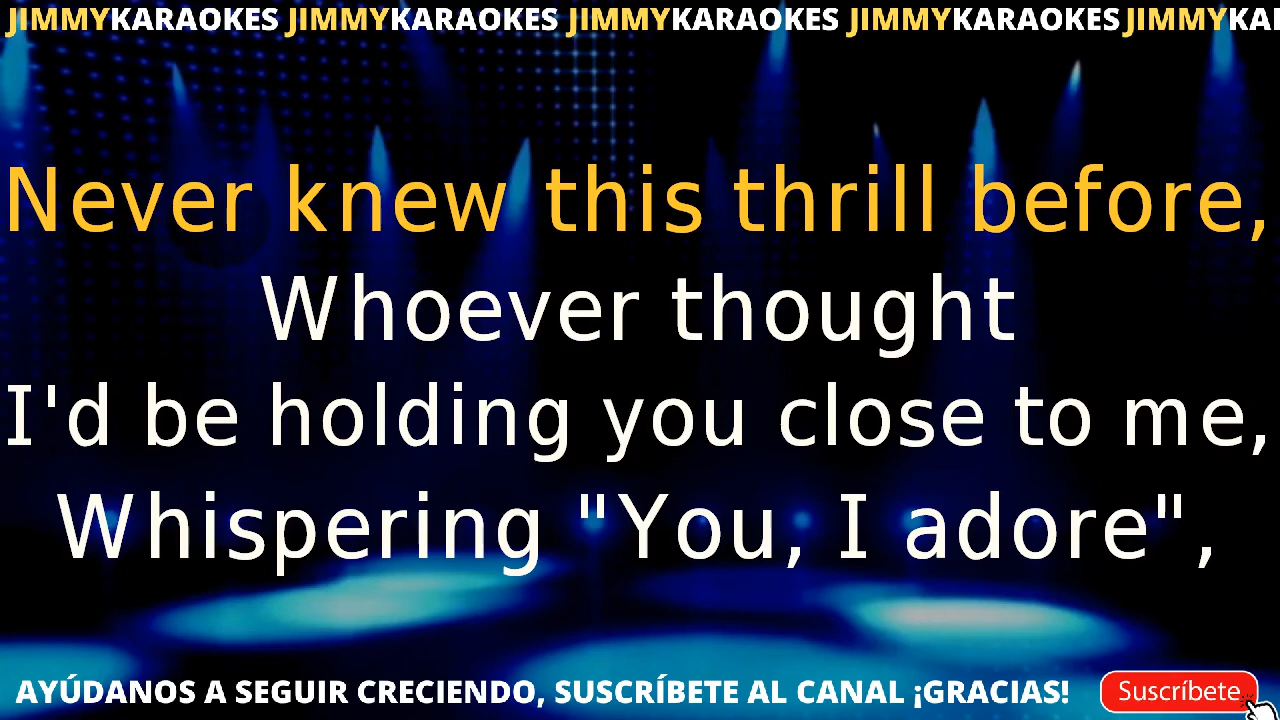 JIMMYKARAOKES JIMMYKARAOKES JIMMYKARAOKES JIMMYKARAOKES JIMMYKA
Never knew this thrill before,
Whoever thought
I'd be holding you close to me,
Whispering "You, I adore",
AYÚDANOS A SEGUIR CRECIENDO, SUSCRÍBETE AL CANAL ¡GRACIAS! Suscríbete